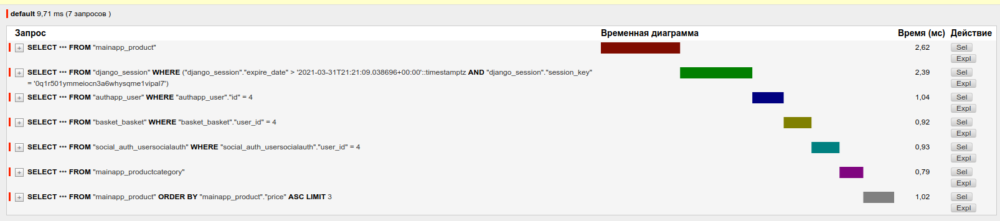 default 9,71 ms (7 запросов )
Запрос Временная диаграмма Время (мс) Действие
+ SELECT ••• FROM "mainapp_product" 2,62 Sel
Expl
+ SELECT ••• FROM "django_session" WHERE ("django_session"."expire_date" > '2021-03-31T21:21:09.038696+00:00'::timestamptz AND "django_session"."session_key" 2,39 Sel
= '0q1r501ymmeiocn3a6whysqme1vipal7') Expl
+ SELECT ••• FROM "authapp_user" WHERE "authapp_user"."id" = 4 1,04 Sel
Expl
+ SELECT ••• FROM "basket_basket" WHERE "basket_basket"."user_id" = 4 0,92 Sel
Expl
+ SELECT ••• FROM "social_auth_usersocialauth" WHERE "social_auth_usersocialauth"."user_id" = 4 0,93 Sel
Expl
+ SELECT ••• FROM "mainapp_productcategory" 0,79 Sel
Expl
+ SELECT ••• FROM "mainapp_product" ORDER BY "mainapp_product"."price" ASC LIMIT 3 1,02 Sel
Expl